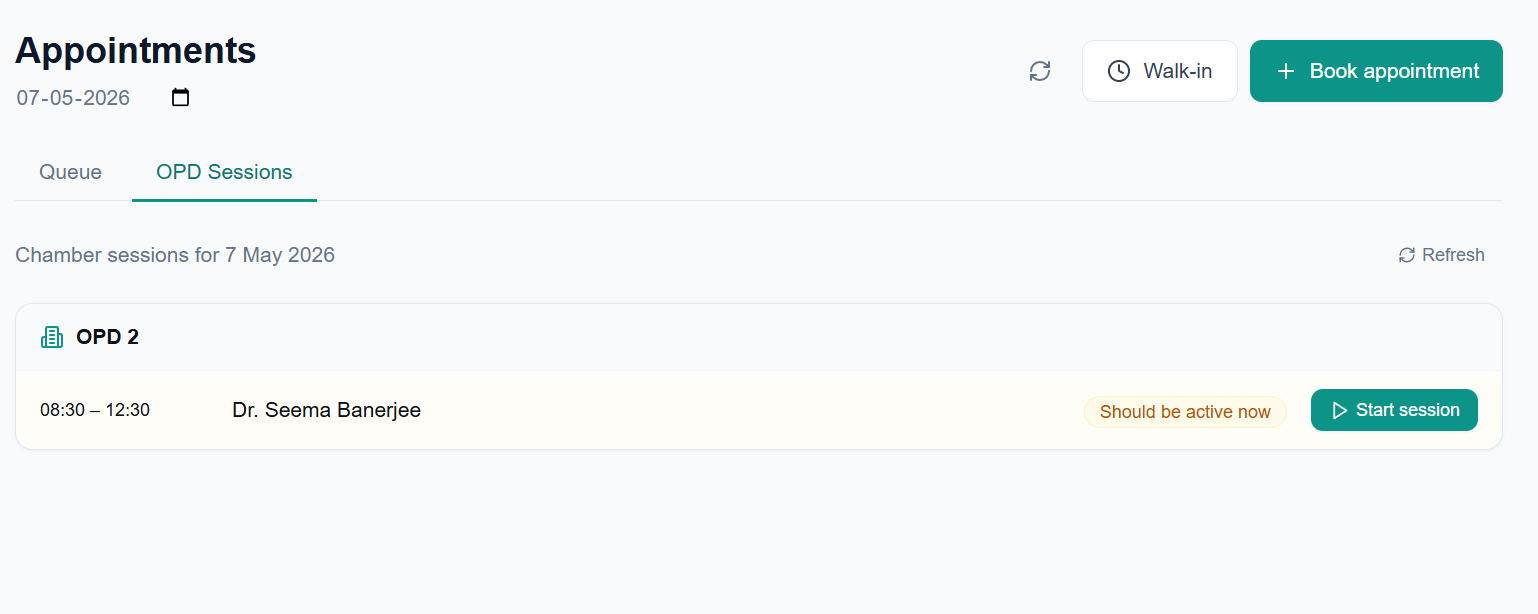 Appointments
07-05-2026
Walk-in
+ Book appointment
Queue
OPD Sessions
Chamber sessions for 7 May 2026
Refresh
OPD 2
08:30 – 12:30
Dr. Seema Banerjee
Should be active now
Start session